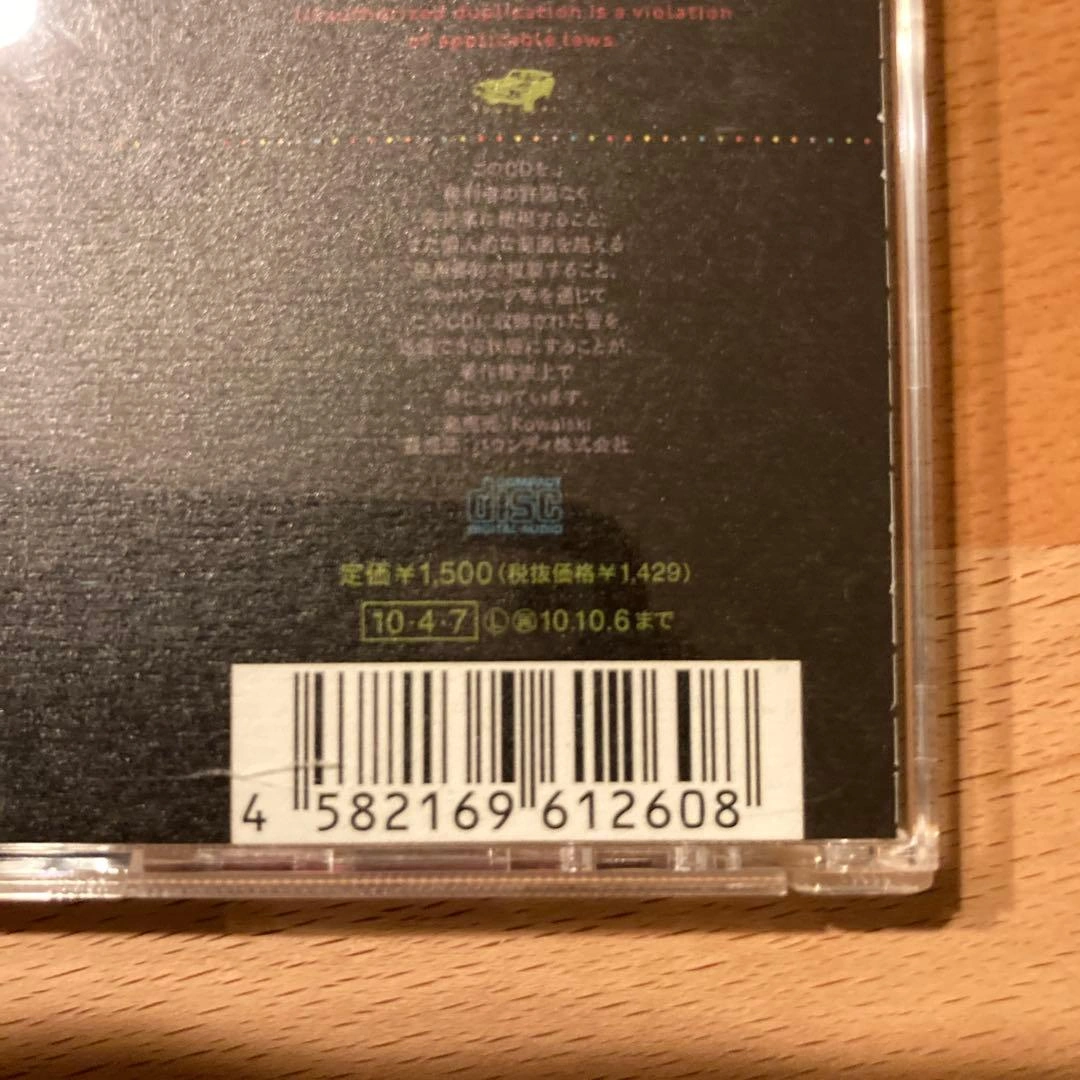 Unauthorized duplication is a violation
of applicable laws.
このCDを、
権利者の許諾なく
賃貸業に使用すること、
また個人的な範囲を超える
使用目的で複製すること、
ネットワーク等を通じて
このCDに収録された音を
送信できる状態にすることが、
著作権法上で
禁じられています。
発売元: Kowalski
販売元: バウンディ株式会社
COMPACT
disc
DIGITAL AUDIO
定価¥1,500(税抜価格¥1,429)
10・4・7 Ⓛ 10.10.6まで
4 582169 612608